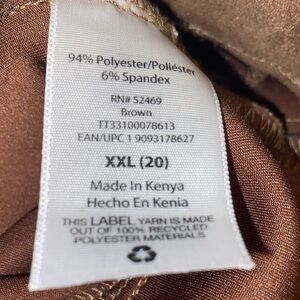 94% Polyester/Poliéster
6% Spandex
RN# 52469
Brown
TT33100078613
EAN/UPC 1 9093178627
XXL (20)
Made In Kenya
Hecho En Kenia
THIS LABEL YARN IS MADE
OUT OF 100% RECYCLED
POLYESTER MATERIALS